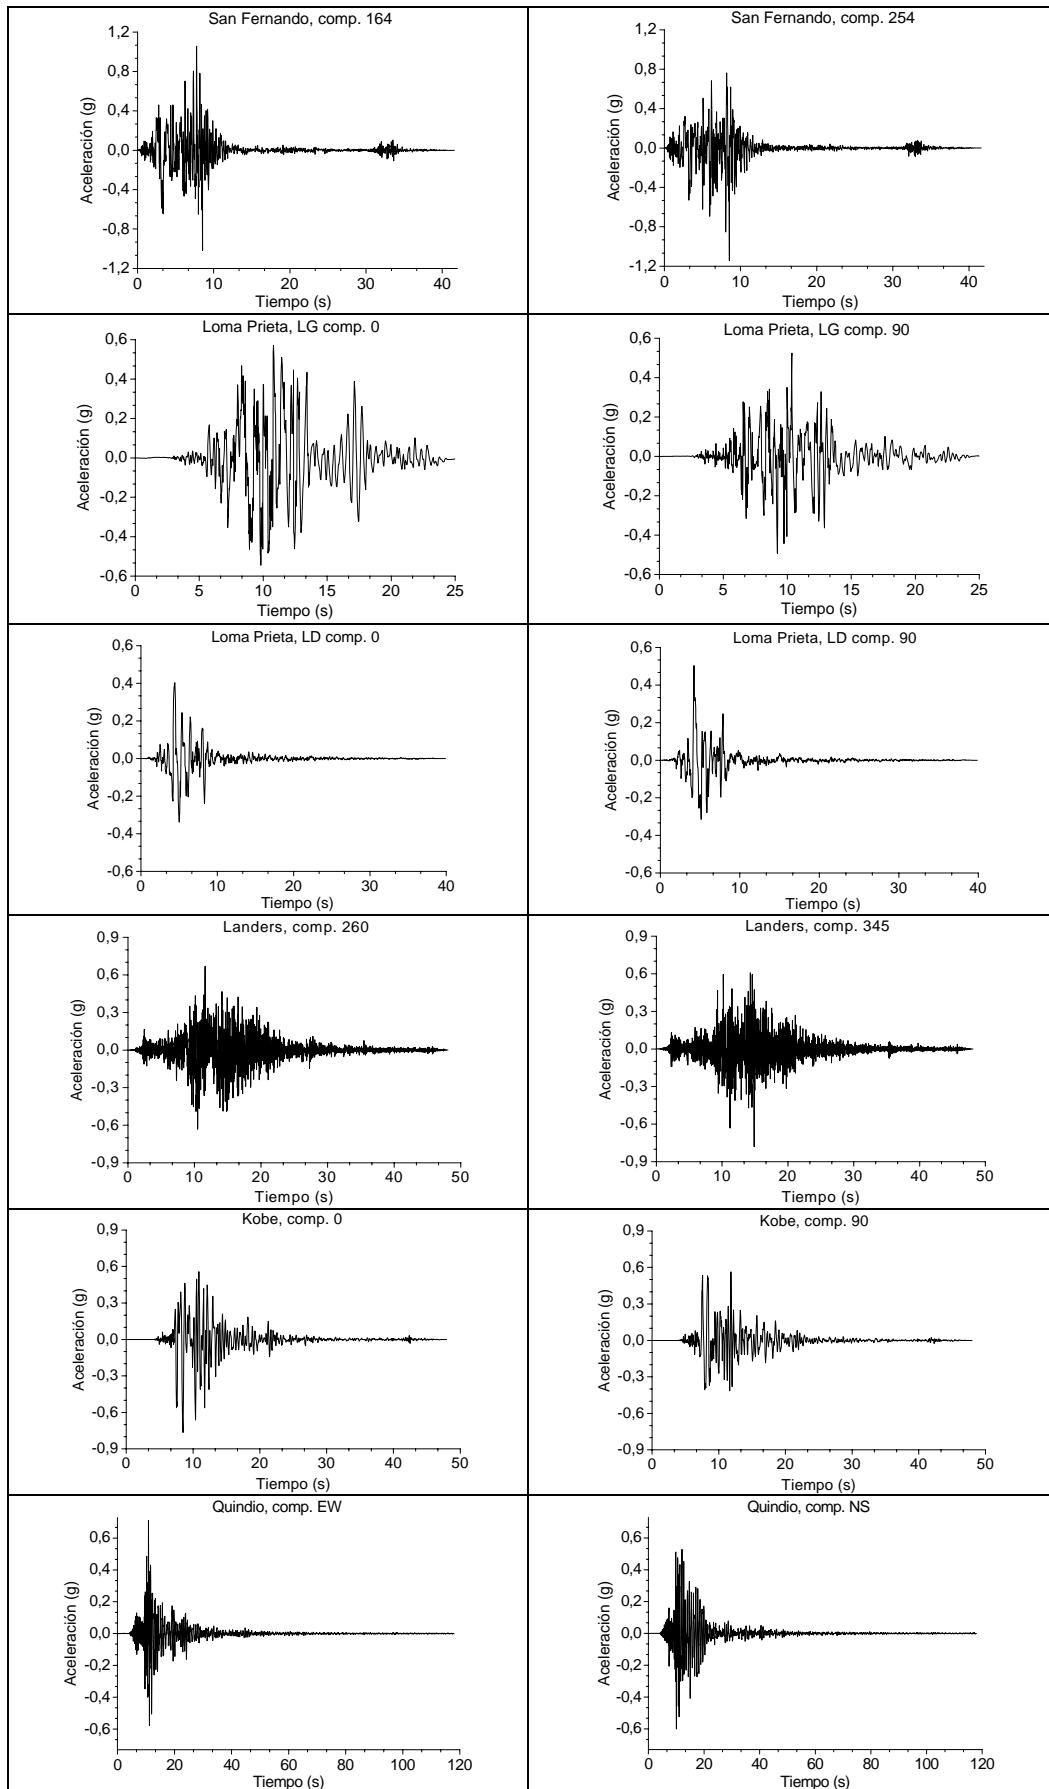 San Fernando, comp. 164
1,2
0,8
0,4
0,0
-0,4
-0,8
-1,2
Aceleración (g)
0 10 20 30 40
Tiempo (s)
San Fernando, comp. 254
1,2
0,8
0,4
0,0
-0,4
-0,8
-1,2
Aceleración (g)
0 10 20 30 40
Tiempo (s)
Loma Prieta, LG comp. 0
0,6
0,4
0,2
0,0
-0,2
-0,4
-0,6
Aceleración (g)
0 5 10 15 20 25
Tiempo (s)
Loma Prieta, LG comp. 90
0,6
0,4
0,2
0,0
-0,2
-0,4
-0,6
Aceleración (g)
0 5 10 15 20 25
Tiempo (s)
Loma Prieta, LD comp. 0
0,6
0,4
0,2
0,0
-0,2
-0,4
-0,6
Aceleración (g)
0 10 20 30 40
Tiempo (s)
Loma Prieta, LD comp. 90
0,6
0,4
0,2
0,0
-0,2
-0,4
-0,6
Aceleración (g)
0 10 20 30 40
Tiempo (s)
Landers, comp. 260
0,9
0,6
0,3
0,0
-0,3
-0,6
-0,9
Aceleración (g)
0 10 20 30 40 50
Tiempo (s)
Landers, comp. 345
0,9
0,6
0,3
0,0
-0,3
-0,6
-0,9
Aceleración (g)
0 10 20 30 40 50
Tiempo (s)
Kobe, comp. 0
0,9
0,6
0,3
0,0
-0,3
-0,6
-0,9
Aceleración (g)
0 10 20 30 40 50
Tiempo (s)
Kobe, comp. 90
0,9
0,6
0,3
0,0
-0,3
-0,6
-0,9
Aceleración (g)
0 10 20 30 40 50
Tiempo (s)
Quindio, comp. EW
0,6
0,4
0,2
0,0
-0,2
-0,4
-0,6
Aceleración (g)
0 20 40 60 80 100 120
Tiempo (s)
Quindio, comp. NS
0,6
0,4
0,2
0,0
-0,2
-0,4
-0,6
Aceleración (g)
0 20 40 60 80 100 120
Tiempo (s)